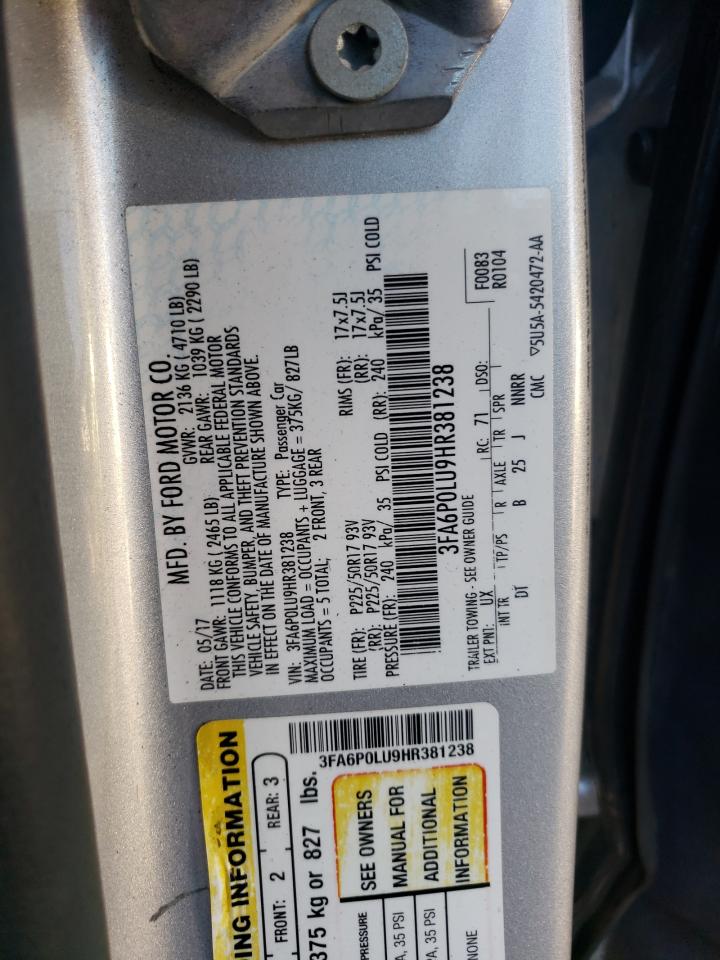 MFD. BY FORD MOTOR CO.
DATE: 05/17 GVWR: 2136 KG ( 4710 LB)
FRONT GAWR: 1118 KG ( 2465 LB) REAR GAWR: 1039 KG ( 2290 LB)
THIS VEHICLE CONFORMS TO ALL APPLICABLE FEDERAL MOTOR
VEHICLE SAFETY, BUMPER, AND THEFT PREVENTION STANDARDS
IN EFFECT ON THE DATE OF MANUFACTURE SHOWN ABOVE.
VIN: 3FA6P0LU9HR381238 TYPE: Passenger Car
MAXIMUM LOAD = OCCUPANTS + LUGGAGE = 375KG/ 827LB
OCCUPANTS = 5 TOTAL; 2 FRONT, 3 REAR
TIRE (FR): P225/50R17 93V RIMS (FR): 17x7.5J
(RR): P225/50R17 93V (RR): 17x7.5J
PRESSURE (FR): 240 kPa/ 35 PSI COLD (RR): 240 kPa/ 35 PSI COLD
3FA6P0LU9HR381238
F0083
R0104
TRAILER TOWING - SEE OWNER GUIDE
EXT PNT: UX RC: 71 DSO:
INT TR TP/PS R AXLE TR SPR
DT B 25 J NNRR
CMC ▽5U5A-5420472-AA
DING INFORMATION
FRONT: 2 REAR: 3
375 kg or 827 lbs.
3FA6P0LU9HR381238
SEE OWNERS
MANUAL FOR
ADDITIONAL
INFORMATION
PRESSURE
A, 35 PSI
PA, 35 PSI
NONE